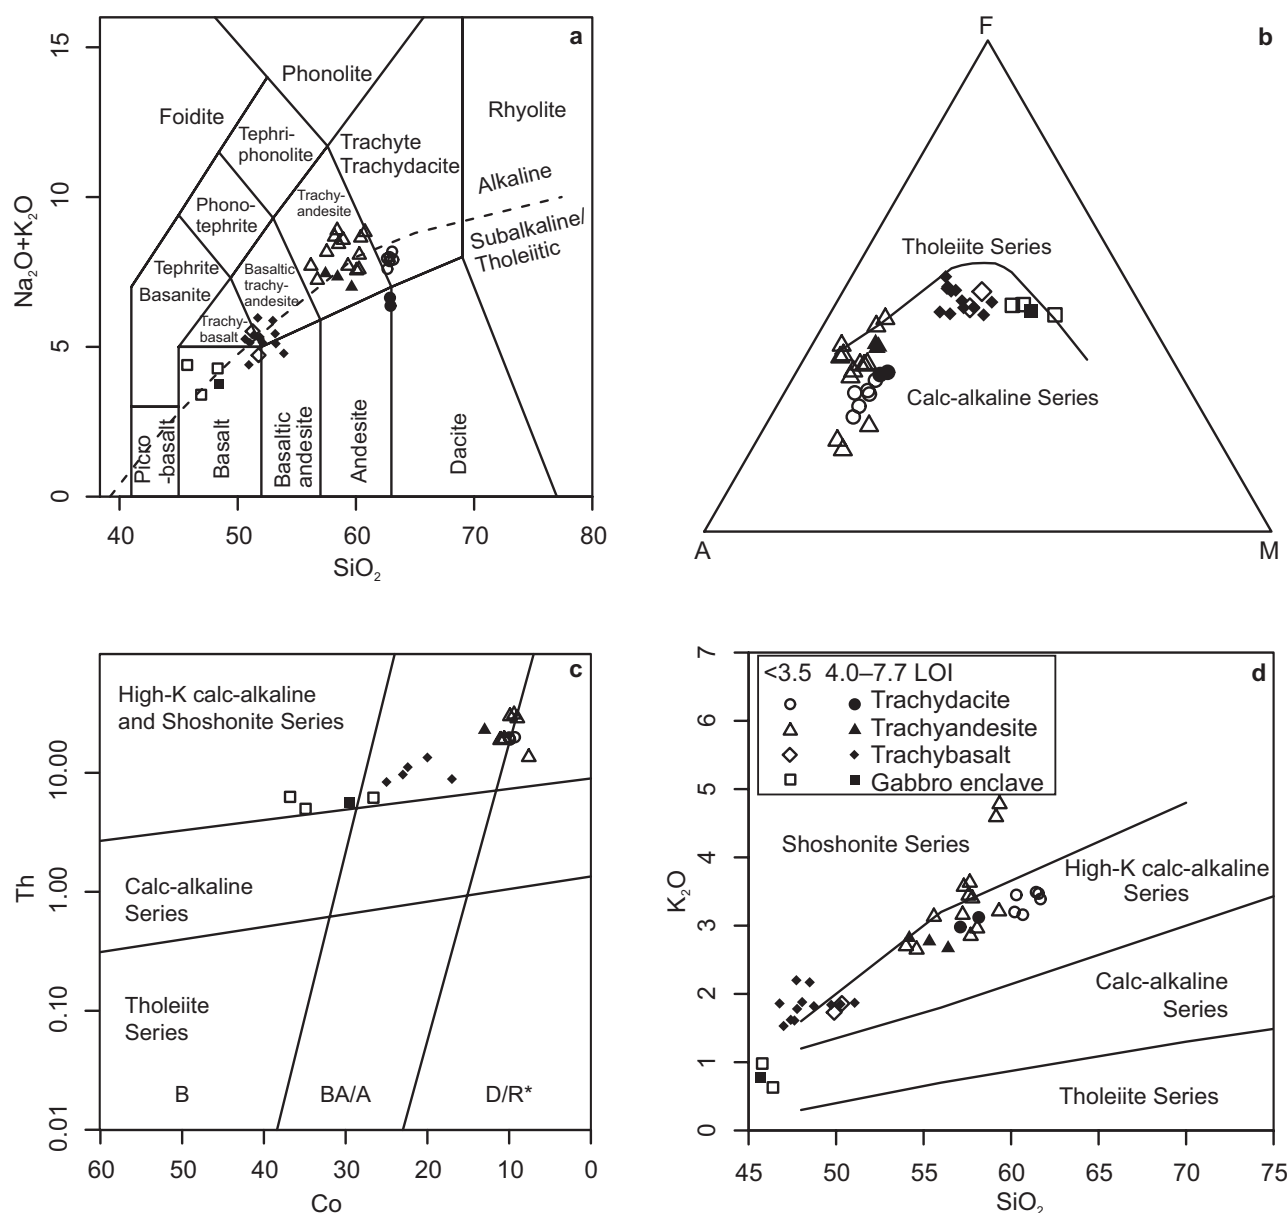 a
15
10
5
0
Na₂O+K₂O
Foidite
Phonolite
Tephri-
phonolite
Trachyte
Trachydacite
Rhyolite
Phono-
tephrite
Trachy-
andesite
Alkaline
Subalkaline/
Tholeiitic
Tephrite
Basanite
Basaltic
trachy-
andesite
Trachy-
basalt
Picro
-basalt
Basalt
Basaltic
andesite
Andesite
Dacite
40 50 60 70 80
SiO₂
b
F
Tholeiite Series
Calc-alkaline Series
A
M
c
High-K calc-alkaline
and Shoshonite Series
Calc-alkaline
Series
Tholeiite
Series
B
BA/A
D/R*
10.00
1.00
0.10
0.01
Th
60 50 40 30 20 10 0
Co
d
<3.5 4.0–7.7 LOI
Trachydacite
Trachyandesite
Trachybasalt
Gabbro enclave
Shoshonite Series
High-K calc-alkaline
Series
Calc-alkaline
Series
Tholeiite Series
7
6
5
4
3
2
1
0
K₂O
45 50 55 60 65 70 75
SiO₂